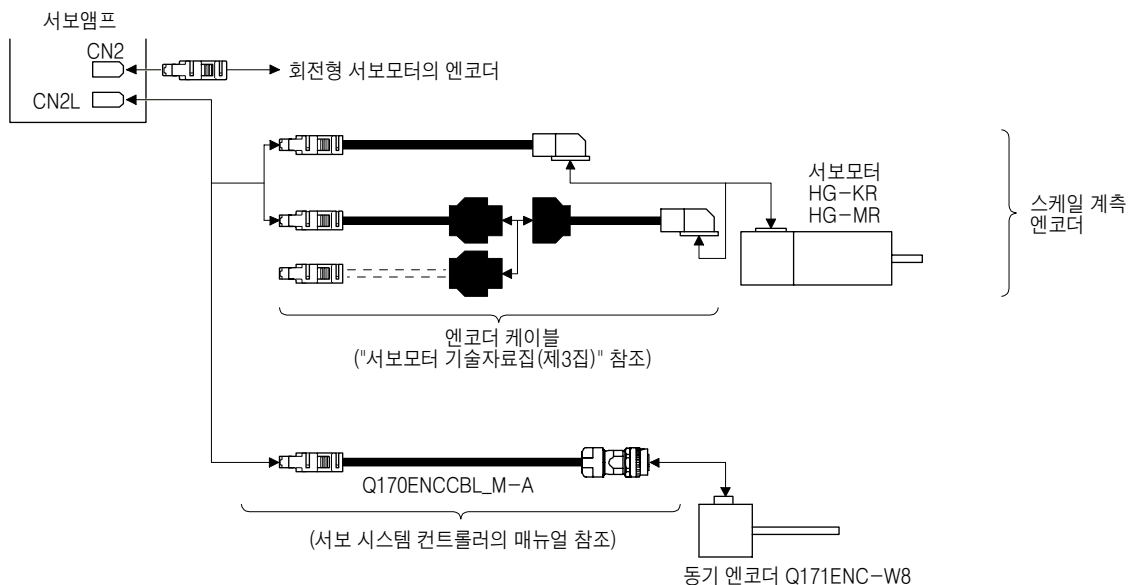 서보앰프
CN2
회전형 서보모터의 엔코더
CN2L
서보모터
HG-KR
HG-MR
스케일 계측
엔코더
엔코더 케이블
("서보모터 기술자료집(제3집)" 참조)
Q170ENCCBL_M-A
(서보 시스템 컨트롤러의 매뉴얼 참조)
동기 엔코더 Q171ENC-W8